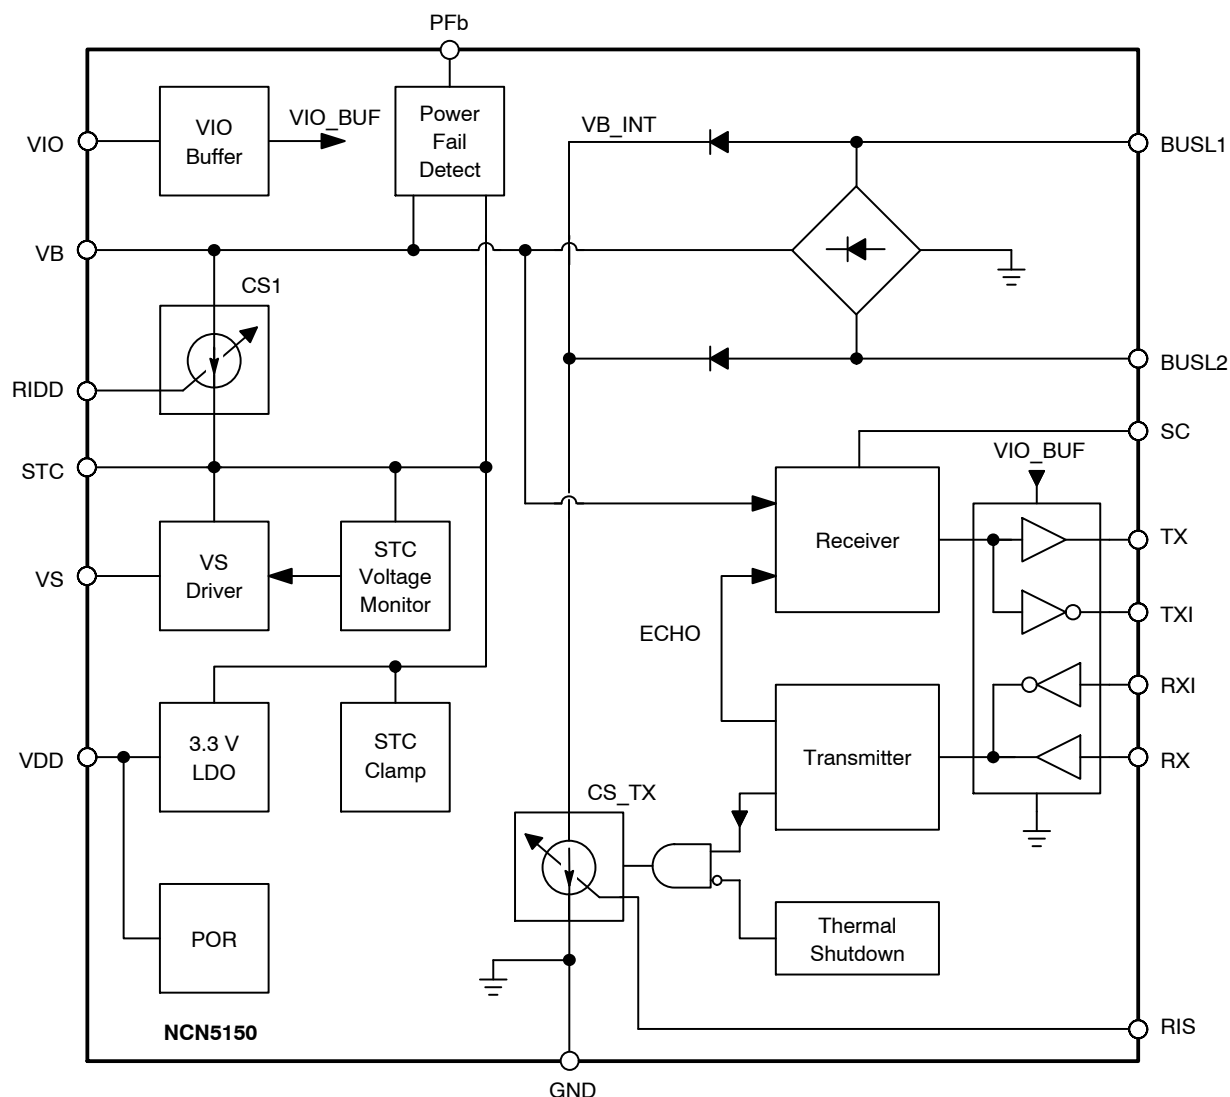 PFb
VIO
VIO
Buffer
VIO_BUF
Power
Fail
Detect
VB_INT
BUSL1
VB
CS1
RIDD
BUSL2
STC
SC
VIO_BUF
VS
VS
Driver
STC
Voltage
Monitor
Receiver
TX
TXI
ECHO
RXI
VDD
3.3 V
LDO
STC
Clamp
Transmitter
RX
CS_TX
POR
Thermal
Shutdown
NCN5150
RIS
GND